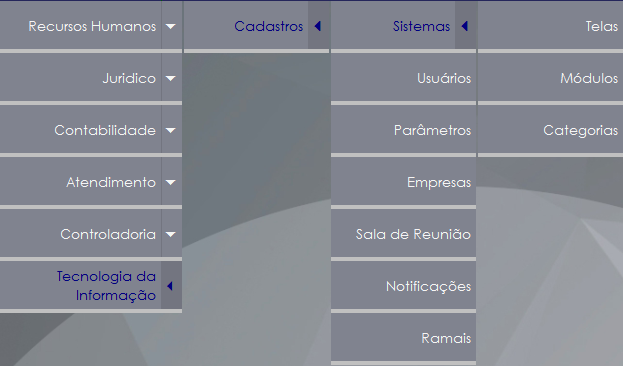 Recursos Humanos
Cadastros
Sistemas
Telas
Juridico
Usuários
Módulos
Contabilidade
Parâmetros
Categorias
Atendimento
Empresas
Controladoria
Sala de Reunião
Tecnologia da
Informação
Notificações
Ramais